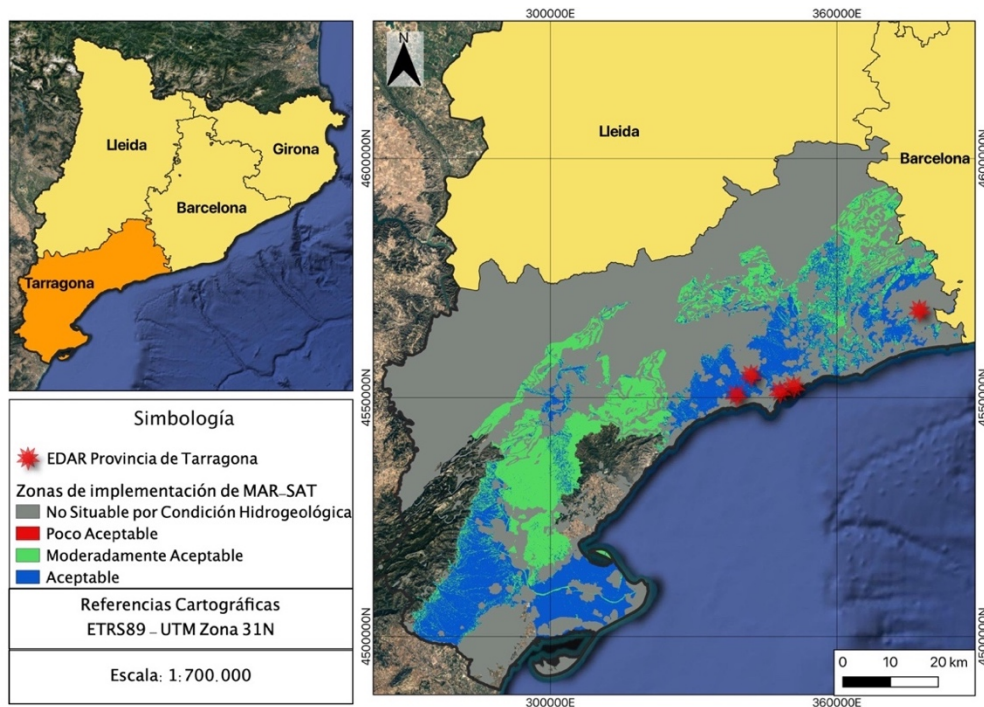 Lleida
Girona
Barcelona
Tarragona
Simbología
EDAR Provincia de Tarragona
Zonas de implementación de MAR_SAT
No Situable por Condición Hidrogeológica
Poco Aceptable
Moderadamente Aceptable
Aceptable
Referencias Cartográficas
ETRS89 – UTM Zona 31N
Escala: 1:700.000
300000E
360000E
N
Lleida
Barcelona
4600000N
4600000N
4550000N
4550000N
4500000N
4500000N
0 10 20 km
300000E
360000E